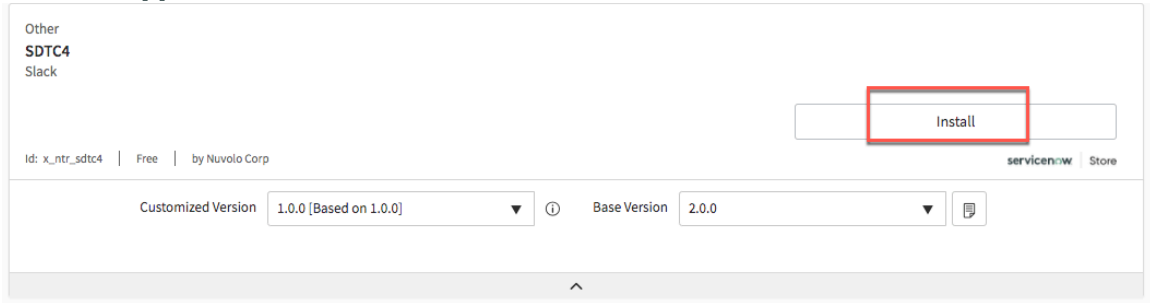 Other
SDTC4
Slack
Install
Id: x_ntr_sdtc4 | Free | by Nuvolo Corp
servicenow | Store
Customized Version 1.0.0 [Based on 1.0.0] Base Version 2.0.0